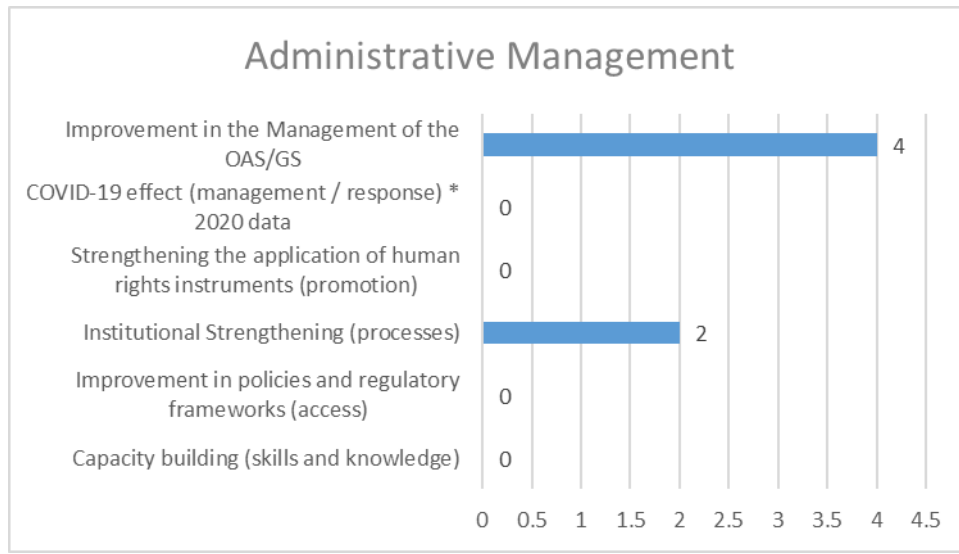 Administrative Management
Improvement in the Management of the
OAS/GS
4
COVID-19 effect (management / response) *
2020 data
0
Strengthening the application of human
rights instruments (promotion)
0
Institutional Strengthening (processes)
2
Improvement in policies and regulatory
frameworks (access)
0
Capacity building (skills and knowledge)
0
0 0.5 1 1.5 2 2.5 3 3.5 4 4.5